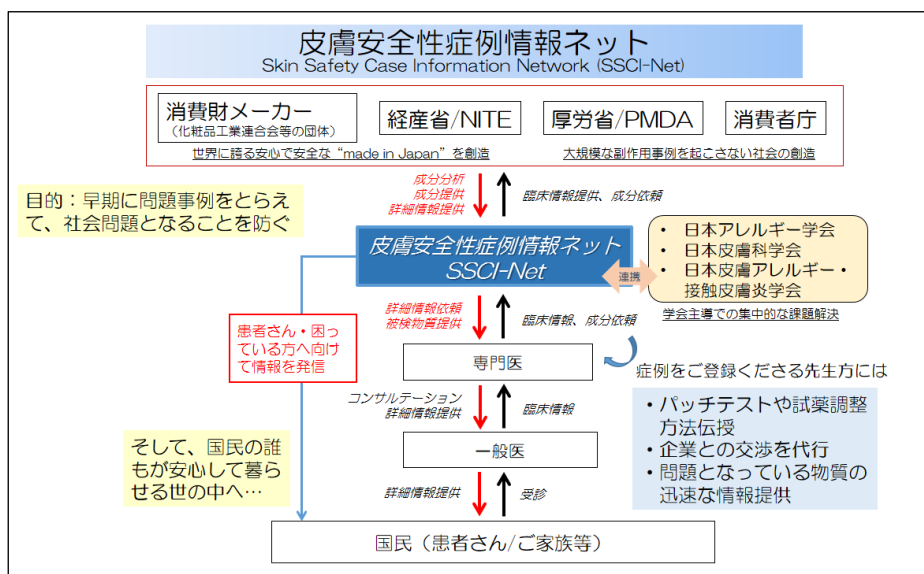 皮膚安全性症例情報ネット
Skin Safety Case Information Network (SSCI-Net)
消費財メーカー
（化粧品工業連合会等の団体）
経産省/NITE
厚労省/PMDA
消費者庁
世界に誇る安心で安全な“made in Japan”を創造
大規模な副作用事例を起こさない社会の創造
目的：早期に問題事例をとらえ
て、社会問題となることを防ぐ
成分分析
成分提供
詳細情報提供
臨床情報提供、成分依頼
皮膚安全性症例情報ネット
SSCI-Net
連携
• 日本アレルギー学会
• 日本皮膚科学会
• 日本皮膚アレルギー・
接触皮膚炎学会
学会主導での集中的な課題解決
詳細情報依頼
被検物質提供
臨床情報、成分依頼
患者さん・困っ
ている方へ向け
て情報を発信
専門医
症例をご登録くださる先生方には
・パッチテストや試薬調整
方法伝授
・企業との交渉を代行
・問題となっている物質の
迅速な情報提供
コンサルテーション
詳細情報提供
臨床情報
一般医
そして、国民の誰
もが安心して暮ら
せる世の中へ…
詳細情報提供
受診
国民（患者さん/ご家族等）